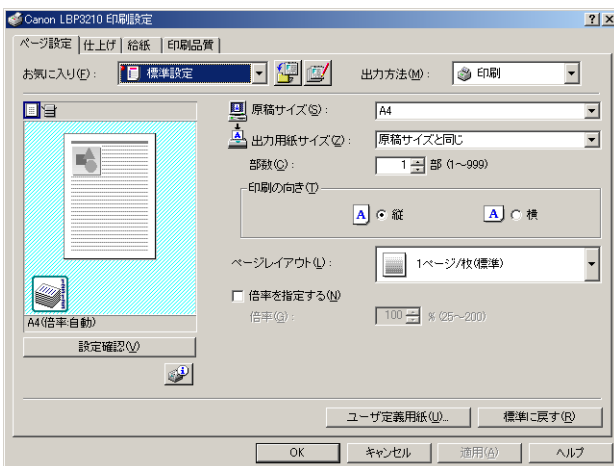 Canon LBP3210 印刷設定
ページ設定 仕上げ 給紙 印刷品質
お気に入り(F): 標準設定 出力方法(M): 印刷
原稿サイズ(S): A4
出力用紙サイズ(Z): 原稿サイズと同じ
部数(C): 1 部 (1~999)
印刷の向き(T)
A 縦 A 横
ページレイアウト(L): 1ページ/枚(標準)
倍率を指定する(N)
倍率(G): 100 % (25~200)
A4(倍率:自動)
設定確認(V)
ユーザ定義用紙(U)... 標準に戻す(R)
OK キャンセル 適用(A) ヘルプ